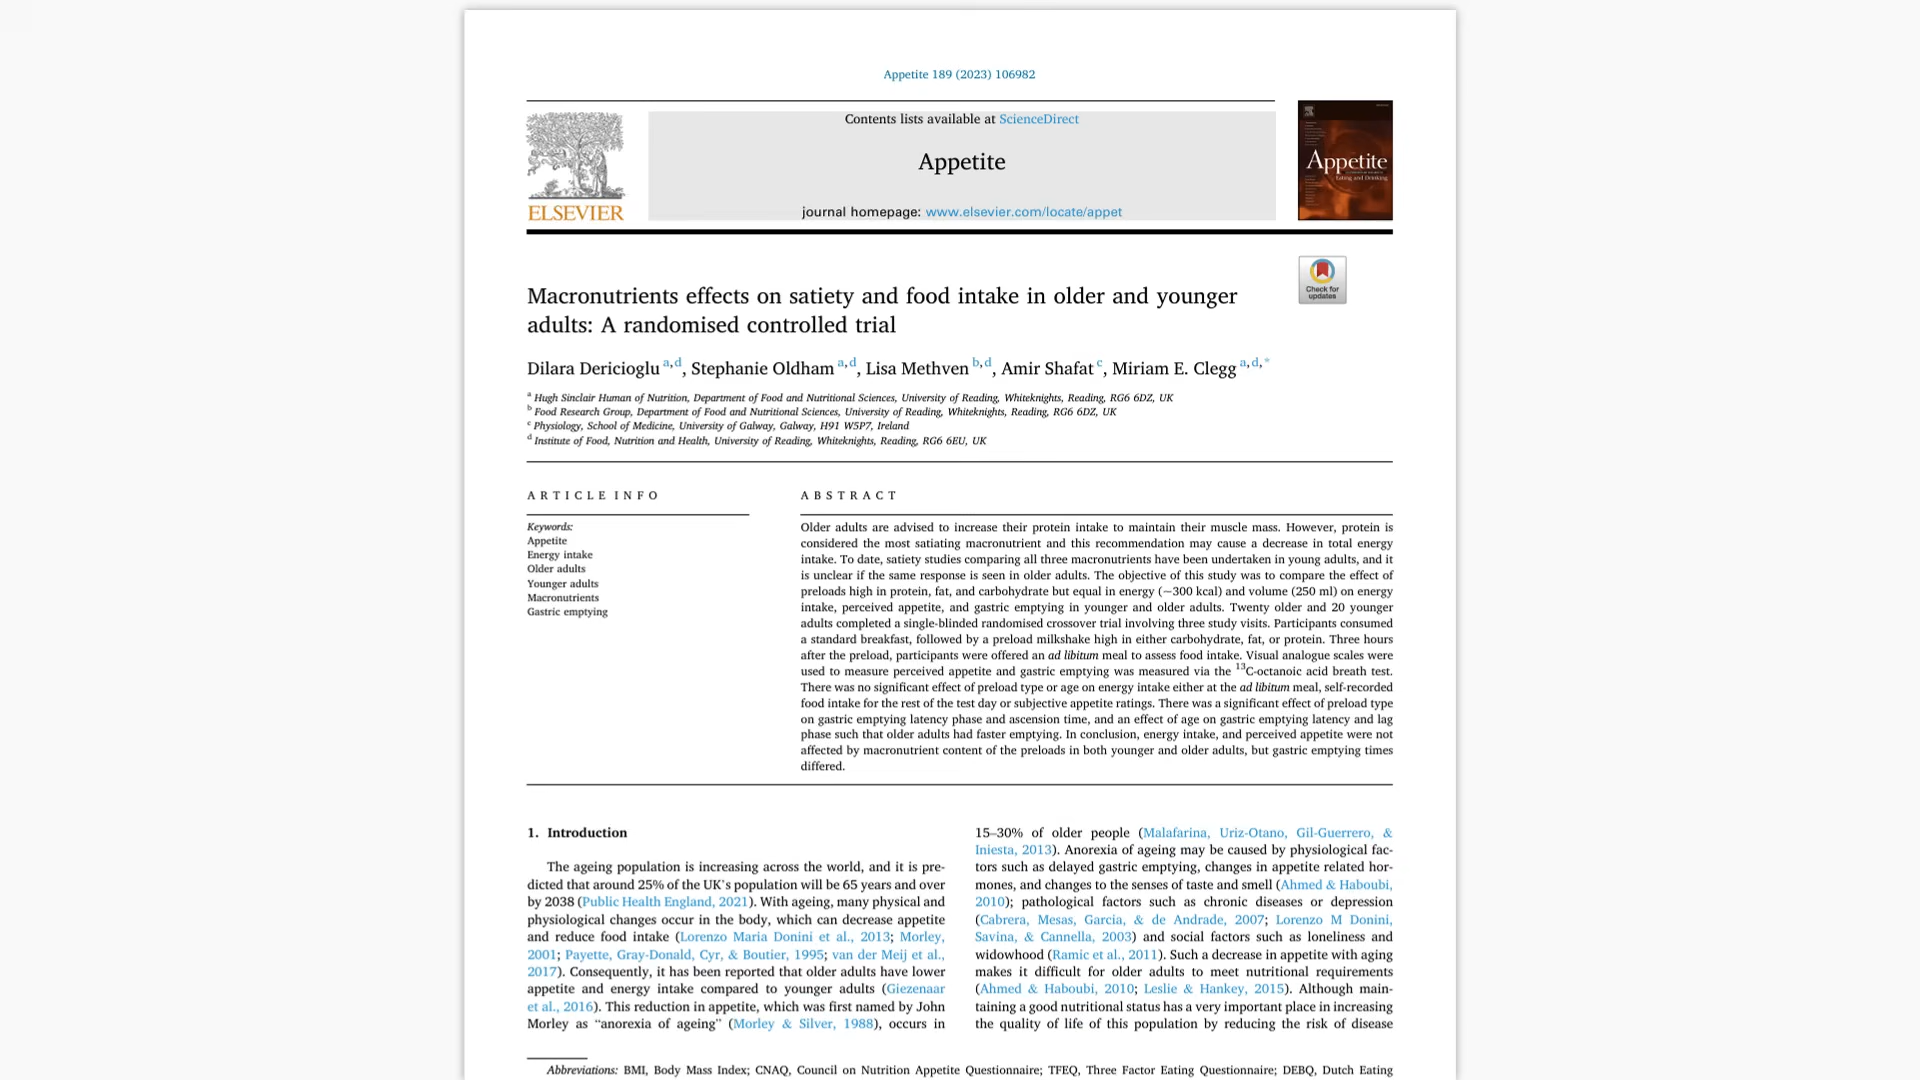 Appetite 189 (2023) 106982
Contents lists available at ScienceDirect
Appetite
journal homepage: www.elsevier.com/locate/appet
ELSEVIER
Appetite
Eating and Drinking
Check for
updates
Macronutrients effects on satiety and food intake in older and younger
adults: A randomised controlled trial
Dilara Dericioglu a,d, Stephanie Oldham a,d, Lisa Methven b,d, Amir Shafat c, Miriam E. Clegg a,d,*
a Hugh Sinclair Human of Nutrition, Department of Food and Nutritional Sciences, University of Reading, Whiteknights, Reading, RG6 6DZ, UK
b Food Research Group, Department of Food and Nutritional Sciences, University of Reading, Whiteknights, Reading, RG6 6DZ, UK
c Physiology, School of Medicine, University of Galway, Galway, H91 W5P7, Ireland
d Institute of Food, Nutrition and Health, University of Reading, Whiteknights, Reading, RG6 6EU, UK
ARTICLE INFO
Keywords:
Appetite
Energy intake
Older adults
Younger adults
Macronutrients
Gastric emptying
ABSTRACT
Older adults are advised to increase their protein intake to maintain their muscle mass. However, protein is
considered the most satiating macronutrient and this recommendation may cause a decrease in total energy
intake. To date, satiety studies comparing all three macronutrients have been undertaken in young adults, and it
is unclear if the same response is seen in older adults. The objective of this study was to compare the effect of
preloads high in protein, fat, and carbohydrate but equal in energy (~300 kcal) and volume (250 ml) on energy
intake, perceived appetite, and gastric emptying in younger and older adults. Twenty older and 20 younger
adults completed a single-blinded randomised crossover trial involving three study visits. Participants consumed
a standard breakfast, followed by a preload milkshake high in either carbohydrate, fat, or protein. Three hours
after the preload, participants were offered an ad libitum meal to assess food intake. Visual analogue scales were
used to measure perceived appetite and gastric emptying was measured via the 13C-octanoic acid breath test.
There was no significant effect of preload type or age on energy intake either at the ad libitum meal, self-recorded
food intake for the rest of the test day or subjective appetite ratings. There was a significant effect of preload type
on gastric emptying latency phase and ascension time, and an effect of age on gastric emptying latency and lag
phase such that older adults had faster emptying. In conclusion, energy intake, and perceived appetite were not
affected by macronutrient content of the preloads in both younger and older adults, but gastric emptying times
differed.
1. Introduction
The ageing population is increasing across the world, and it is pre-
dicted that around 25% of the UK's population will be 65 years and over
by 2038 (Public Health England, 2021). With ageing, many physical and
physiological changes occur in the body, which can decrease appetite
and reduce food intake (Lorenzo Maria Donini et al., 2013; Morley,
2001; Payette, Gray-Donald, Cyr, & Boutier, 1995; van der Meij et al.,
2017). Consequently, it has been reported that older adults have lower
appetite and energy intake compared to younger adults (Giezenaar
et al., 2016). This reduction in appetite, which was first named by John
Morley as “anorexia of ageing” (Morley & Silver, 1988), occurs in
15–30% of older people (Malafarina, Uriz-Otano, Gil-Guerrero, &
Iniesta, 2013). Anorexia of ageing may be caused by physiological fac-
tors such as delayed gastric emptying, changes in appetite related hor-
mones, and changes to the senses of taste and smell (Ahmed & Haboubi,
2010); pathological factors such as chronic diseases or depression
(Cabrera, Mesas, Garcia, & de Andrade, 2007; Lorenzo M Donini,
Savina, & Cannella, 2003) and social factors such as loneliness and
widowhood (Ramic et al., 2011). Such a decrease in appetite with aging
makes it difficult for older adults to meet nutritional requirements
(Ahmed & Haboubi, 2010; Leslie & Hankey, 2015). Although main-
taining a good nutritional status has a very important place in increasing
the quality of life of this population by reducing the risk of disease
Abbreviations: BMI, Body Mass Index; CNAQ, Council on Nutrition Appetite Questionnaire; TFEQ, Three Factor Eating Questionnaire; DEBQ, Dutch Eating